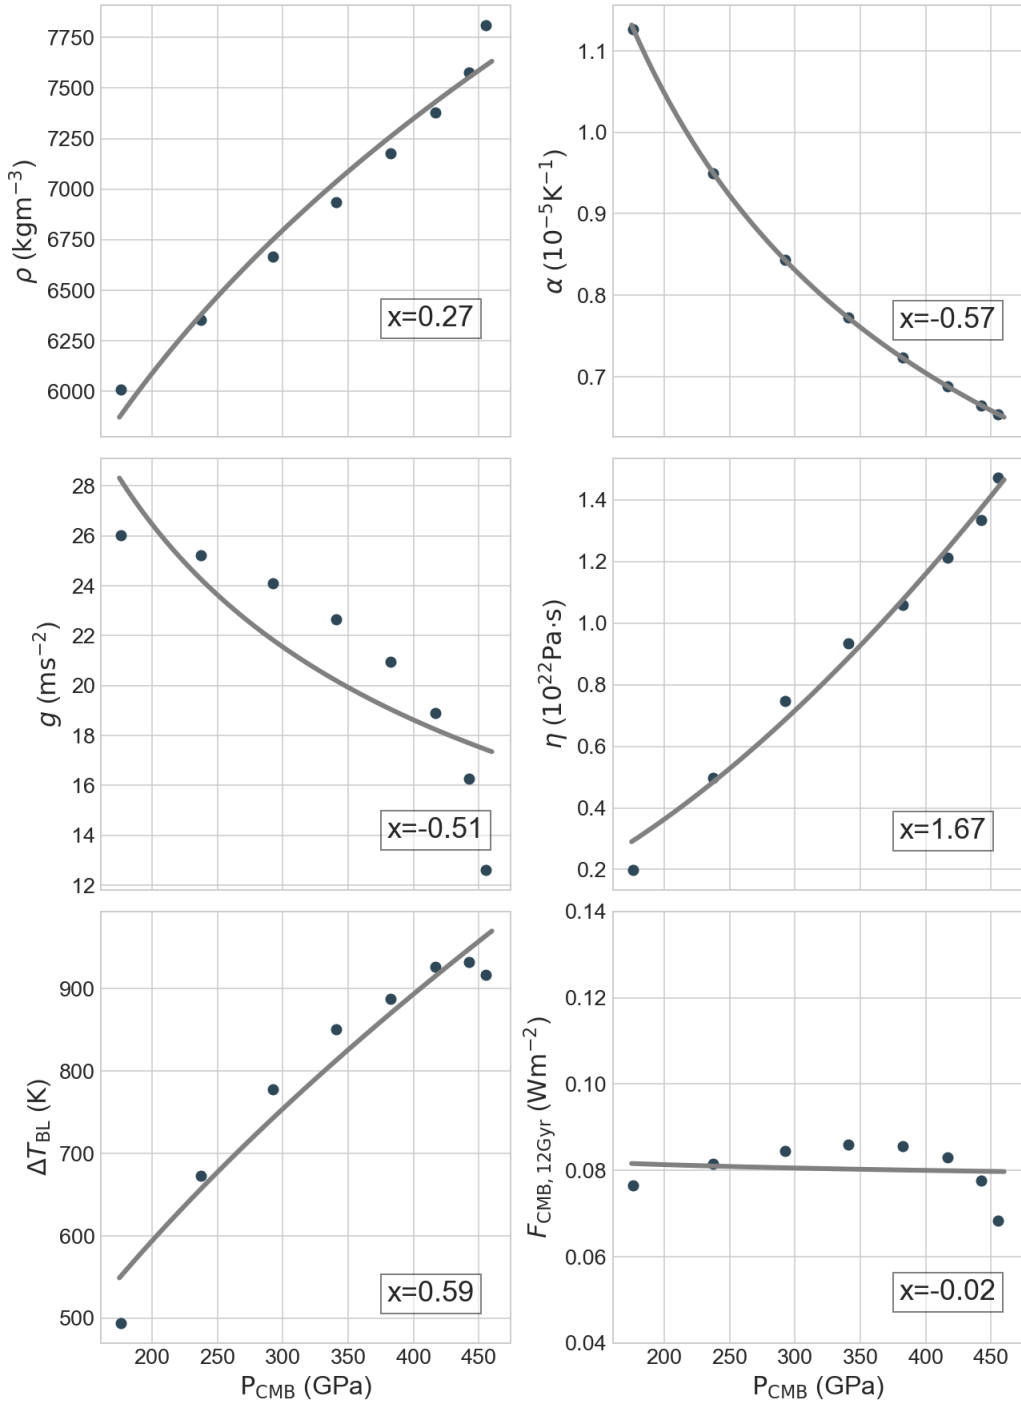 ρ (kgm⁻³)
7750
7500
7250
7000
6750
6500
6250
6000
x=0.27
α (10⁻⁵K⁻¹)
1.1
1.0
0.9
0.8
0.7
x=-0.57
g (ms⁻²)
28
26
24
22
20
18
16
14
12
x=-0.51
η (10²²Pa·s)
1.4
1.2
1.0
0.8
0.6
0.4
0.2
x=1.67
ΔT_BL (K)
900
800
700
600
500
x=0.59
200 250 300 350 400 450
P_CMB (GPa)
F_CMB, 12Gyr (Wm⁻²)
0.14
0.12
0.10
0.08
0.06
0.04
x=-0.02
200 250 300 350 400 450
P_CMB (GPa)